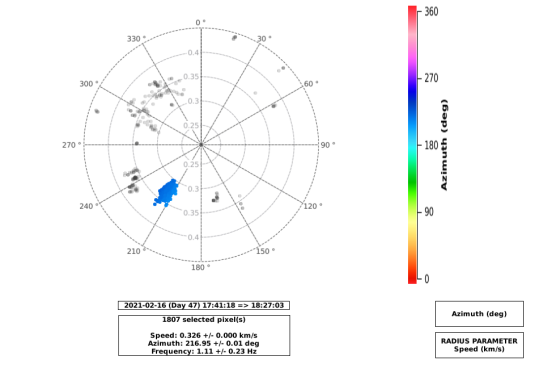 0 °
330 °
30 °
0.4
360
0.35
300 °
60 °
0.3
270
0.25
270 °
90 °
180
Azimuth (deg)
0.25
0.3
240 °
120 °
0.35
90
0.4
210 °
150 °
180 °
0
2021-02-16 (Day 47) 17:41:18 => 18:27:03
1807 selected pixel(s)
Speed: 0.326 +/- 0.000 km/s
Azimuth: 216.95 +/- 0.01 deg
Frequency: 1.11 +/- 0.23 Hz
Azimuth (deg)
RADIUS PARAMETER
Speed (km/s)